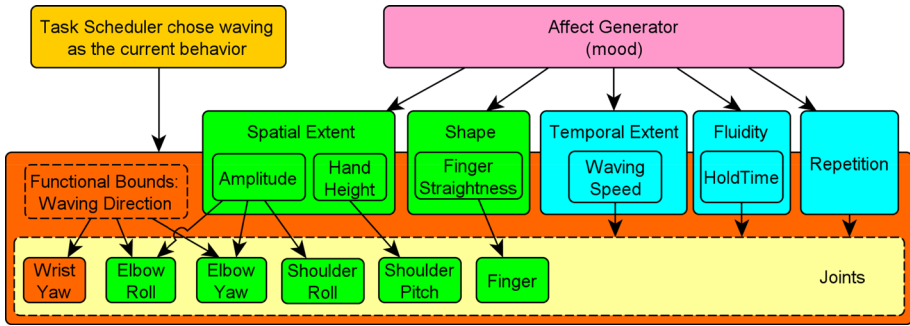 Task Scheduler chose waving
as the current behavior
Affect Generator
(mood)
Spatial Extent
Shape
Temporal Extent
Fluidity
Repetition
Functional Bounds:
Waving Direction
Amplitude
Hand
Height
Finger
Straightness
Waving
Speed
HoldTime
Wrist
Yaw
Elbow
Roll
Elbow
Yaw
Shoulder
Roll
Shoulder
Pitch
Finger
Joints